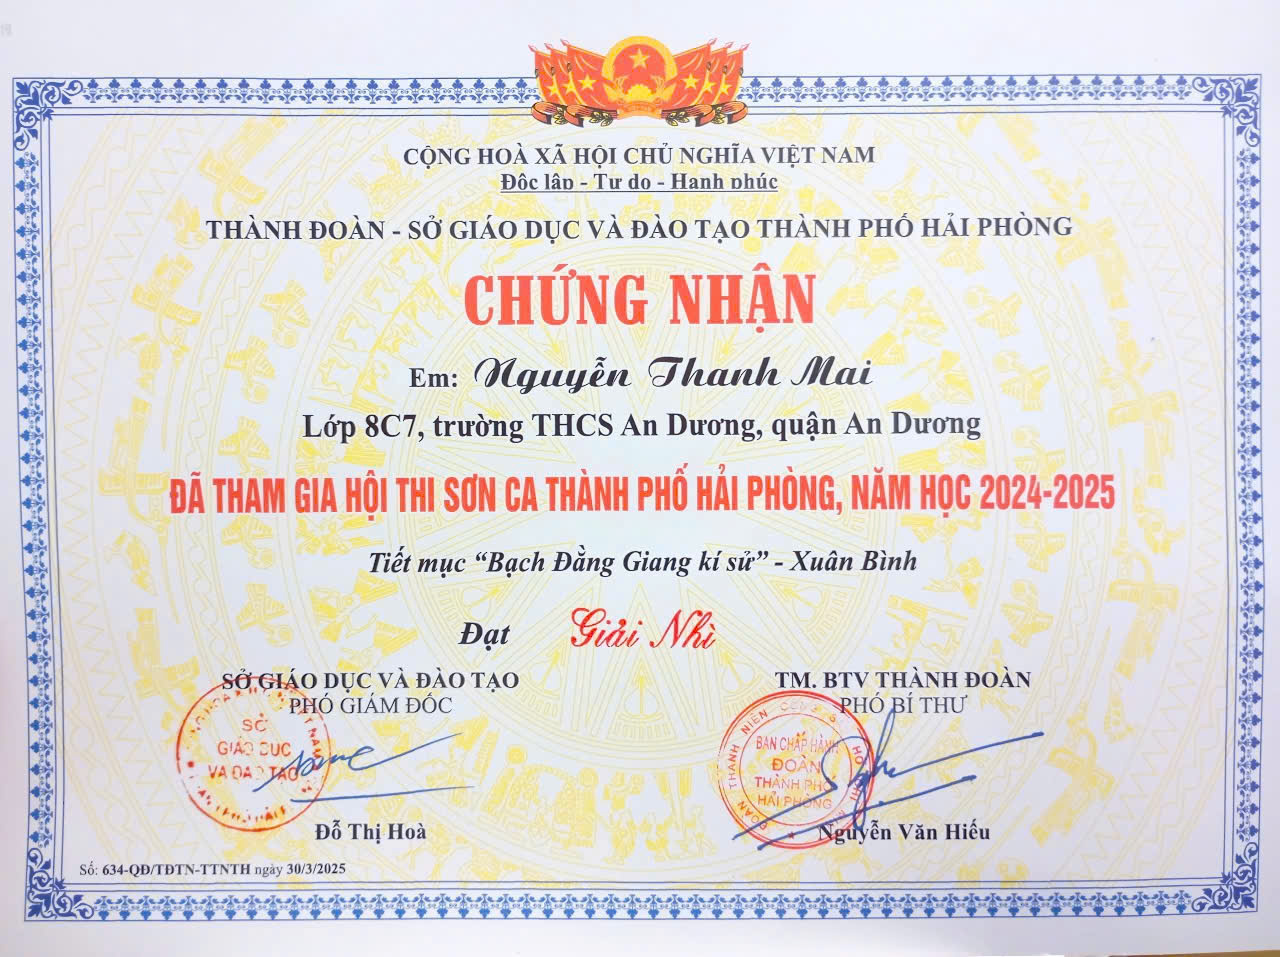 CỘNG HOÀ XÃ HỘI CHỦ NGHĨA VIỆT NAM
Độc lập - Tự do - Hạnh phúc
THÀNH ĐOÀN - SỞ GIÁO DỤC VÀ ĐÀO TẠO THÀNH PHỐ HẢI PHÒNG
CHỨNG NHẬN
Em: Nguyễn Thanh Mai
Lớp 8C7, trường THCS An Dương, quận An Dương
ĐÃ THAM GIA HỘI THI SƠN CA THÀNH PHỐ HẢI PHÒNG, NĂM HỌC 2024-2025
Tiết mục “Bạch Đằng Giang kí sử” - Xuân Bình
Đạt Giải Nhì
SỞ GIÁO DỤC VÀ ĐÀO TẠO
PHÓ GIÁM ĐỐC
SỞ
GIÁO DỤC
VÀ ĐÀO TẠO
Đỗ Thị Hoà
TM. BTV THÀNH ĐOÀN
PHÓ BÍ THƯ
BAN CHẤP HÀNH
ĐOÀN
THÀNH PHỐ
HẢI PHÒNG
Nguyễn Văn Hiếu
Số: 634-QĐ/TĐTN-TTNTH ngày 30/3/2025